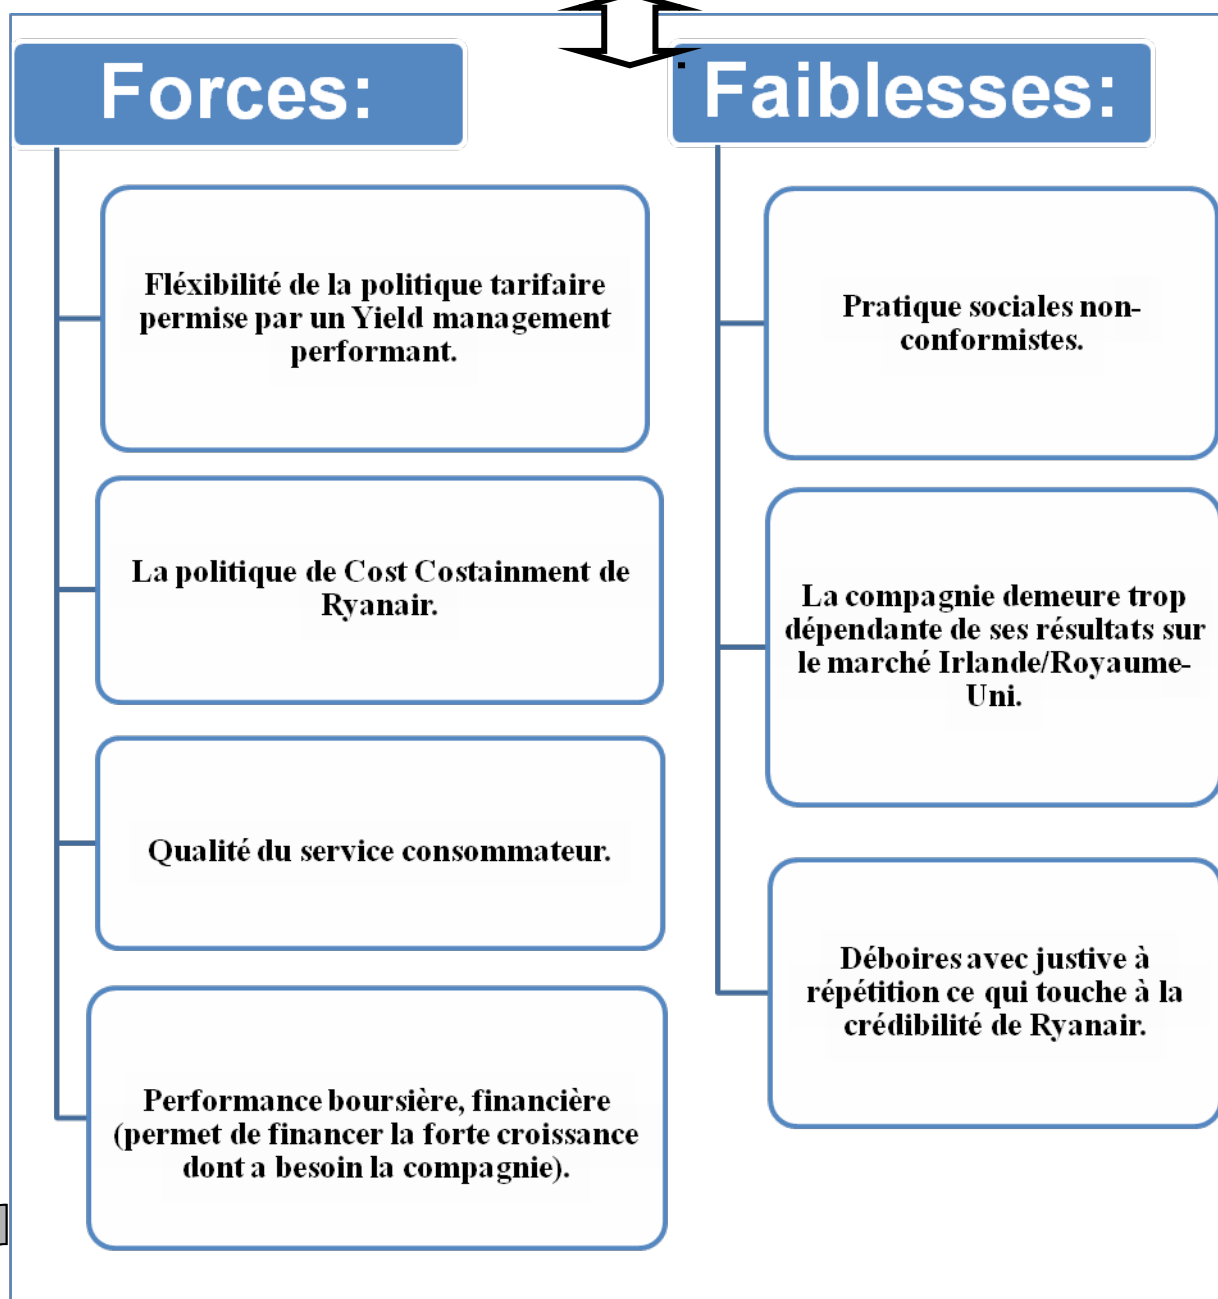 Forces:
Fléxibilité de la politique tarifaire
permise par un Yield management
performant.
La politique de Cost Costainment de
Ryanair.
Qualité du service consommateur.
Performance boursière, financière
(permet de financer la forte croissance
dont a besoin la compagnie).
Faiblesses:
Pratique sociales non-
conformistes.
La compagnie demeure trop
dépendante de ses résultats sur
le marché Irlande/Royaume-
Uni.
Déboires avec justive à
répétition ce qui touche à la
crédibilité de Ryanair.